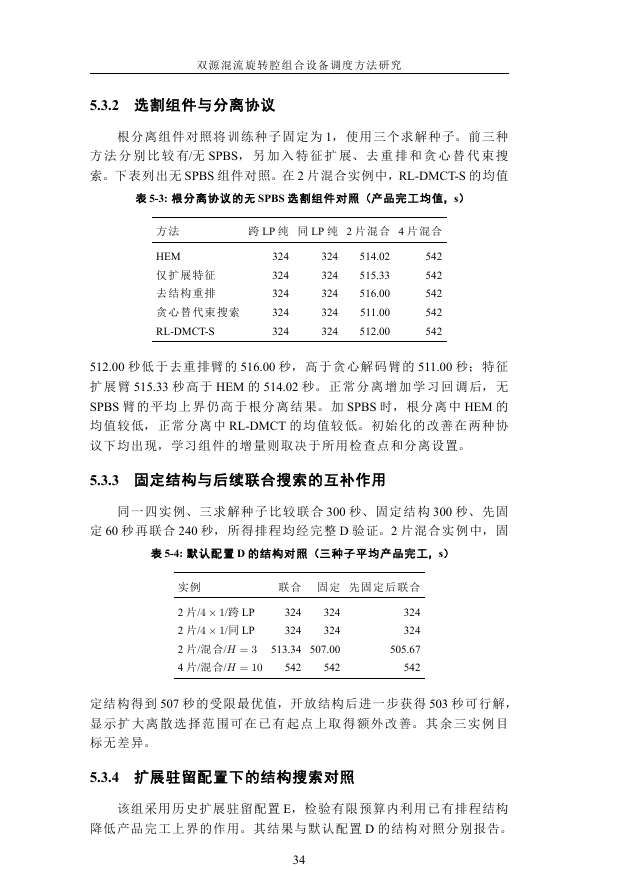 双源混流旋转腔组合设备调度方法研究
5.3.2 选割组件与分离协议
根分离组件对照将训练种子固定为 1，使用三个求解种子。前三种
方法分别比较有/无 SPBS，另加入特征扩展、去重排和贪心替代束搜
索。下表列出无 SPBS 组件对照。在 2 片混合实例中，RL-DMCT-S 的均值
表 5-3: 根分离协议的无 SPBS 选割组件对照（产品完工均值，s）
方法 跨 LP 纯 同 LP 纯 2 片混合 4 片混合
HEM 324 324 514.02 542
仅扩展特征 324 324 515.33 542
去结构重排 324 324 516.00 542
贪心替代束搜索 324 324 511.00 542
RL-DMCT-S 324 324 512.00 542
512.00 秒低于去重排臂的 516.00 秒，高于贪心解码臂的 511.00 秒；特征
扩展臂 515.33 秒高于 HEM 的 514.02 秒。正常分离增加学习回调后，无
SPBS 臂的平均上界仍高于根分离结果。加 SPBS 时，根分离中 HEM 的
均值较低，正常分离中 RL-DMCT 的均值较低。初始化的改善在两种协
议下均出现，学习组件的增量则取决于所用检查点和分离设置。
5.3.3 固定结构与后续联合搜索的互补作用
同一四实例、三求解种子比较联合 300 秒、固定结构 300 秒、先固
定 60 秒再联合 240 秒，所得排程均经完整 D 验证。2 片混合实例中，固
表 5-4: 默认配置 D 的结构对照（三种子平均产品完工，s）
实例 联合 固定 先固定后联合
2 片/4 × 1/跨 LP 324 324 324
2 片/4 × 1/同 LP 324 324 324
2 片/混合/H = 3 513.34 507.00 505.67
4 片/混合/H = 10 542 542 542
定结构得到 507 秒的受限最优值，开放结构后进一步获得 503 秒可行解，
显示扩大离散选择范围可在已有起点上取得额外改善。其余三实例目
标无差异。
5.3.4 扩展驻留配置下的结构搜索对照
该组采用历史扩展驻留配置 E，检验有限预算内利用已有排程结构
降低产品完工上界的作用。其结果与默认配置 D 的结构对照分别报告。
34